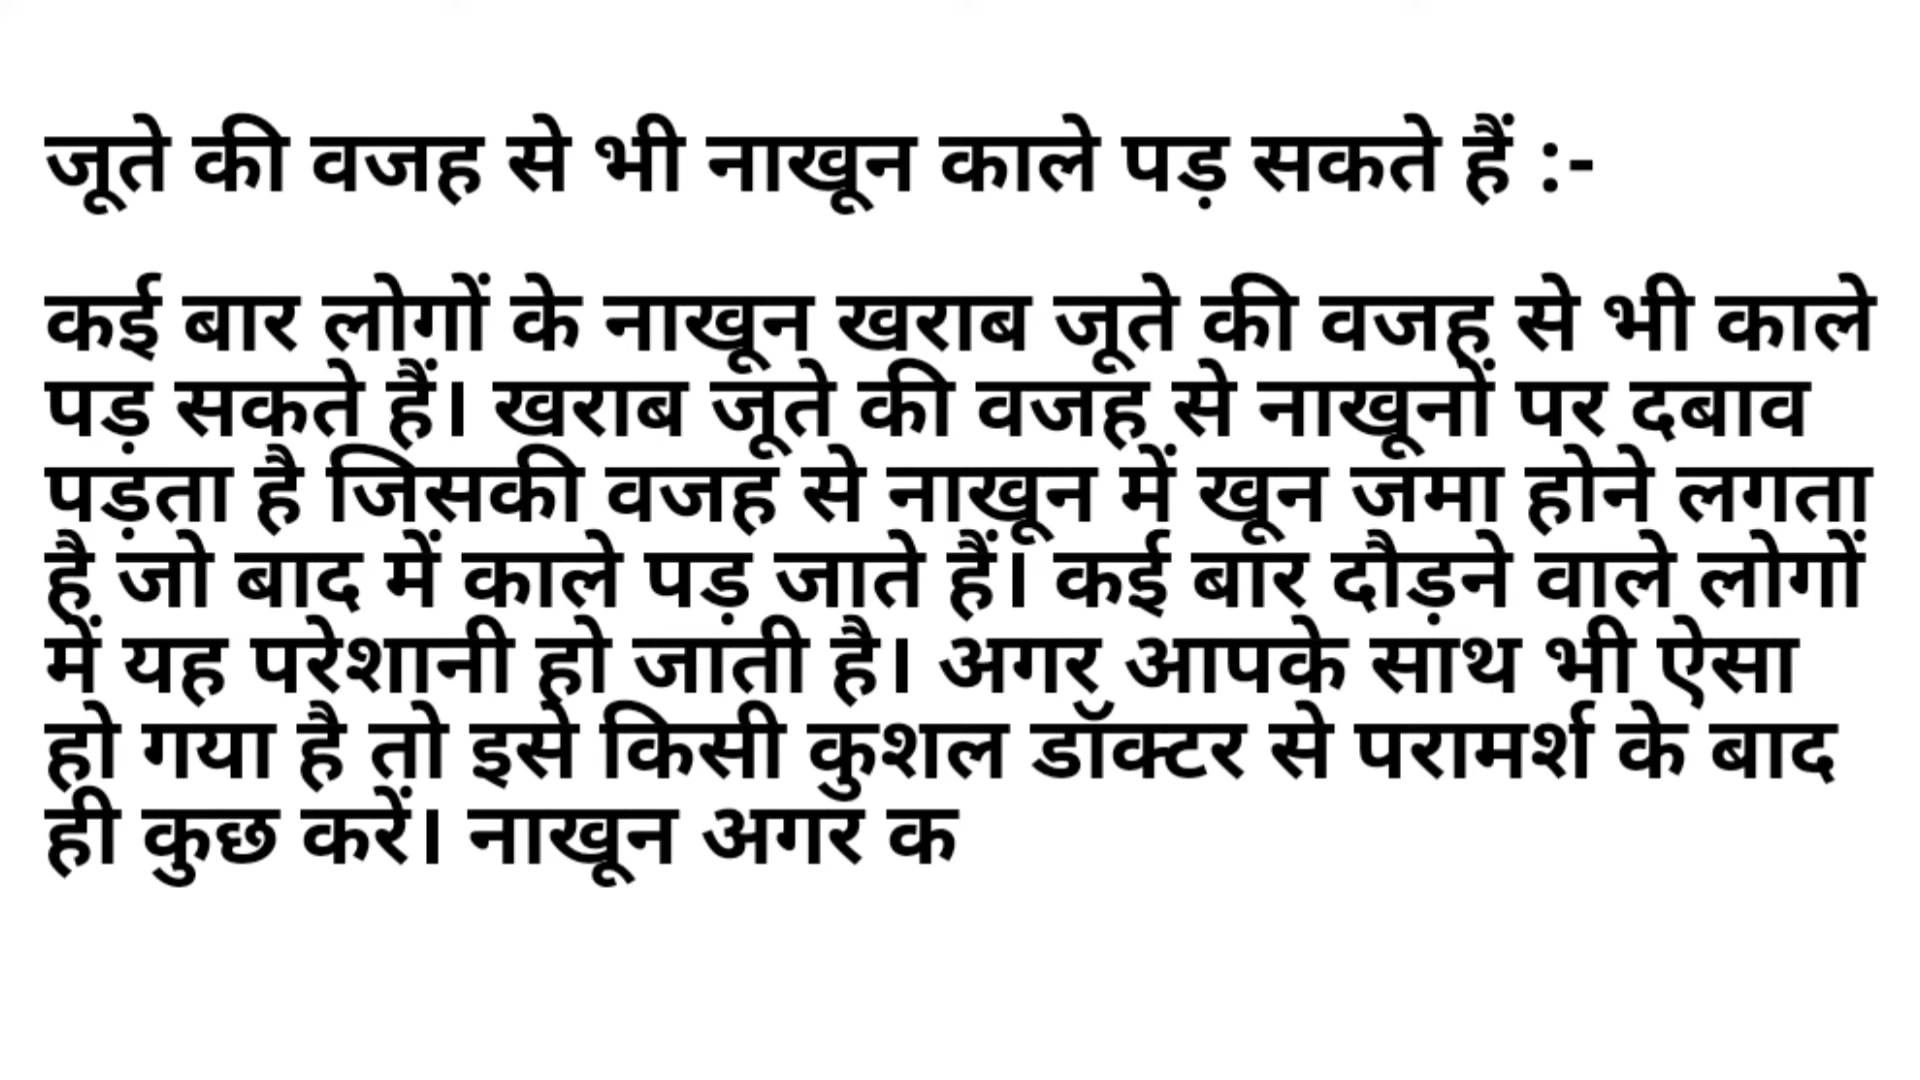 जूते की वजह से भी नाखून काले पड़ सकते हैं :-
कई बार लोगों के नाखून खराब जूते की वजह से भी काले
पड़ सकते हैं। खराब जूते की वजह से नाखूनों पर दबाव
पड़ता है जिसकी वजह से नाखून में खून जमा होने लगता
है जो बाद में काले पड़ जाते हैं। कई बार दौड़ने वाले लोगों
में यह परेशानी हो जाती है। अगर आपके साथ भी ऐसा
हो गया है तो इसे किसी कुशल डॉक्टर से परामर्श के बाद
ही कुछ करें। नाखून अगर क